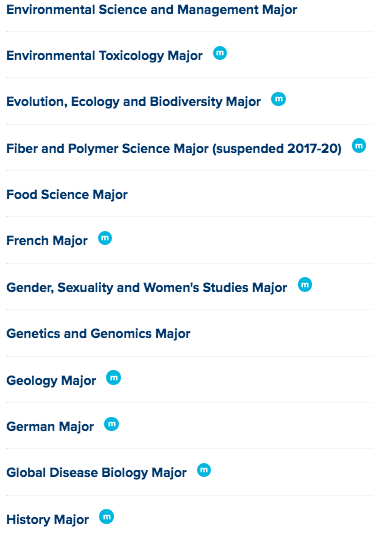 Environmental Science and Management Major
Environmental Toxicology Major m
Evolution, Ecology and Biodiversity Major m
Fiber and Polymer Science Major (suspended 2017-20) m
Food Science Major
French Major m
Gender, Sexuality and Women's Studies Major m
Genetics and Genomics Major
Geology Major m
German Major m
Global Disease Biology Major m
History Major m